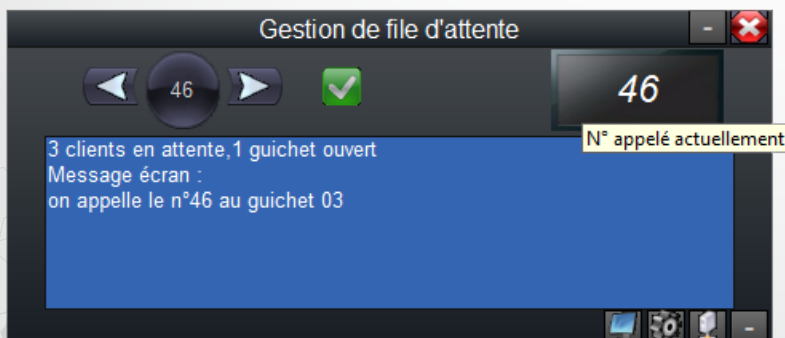 Gestion de file d'attente
46
46
N° appelé actuellement
3 clients en attente,1 guichet ouvert
Message écran :
on appelle le n°46 au guichet 03